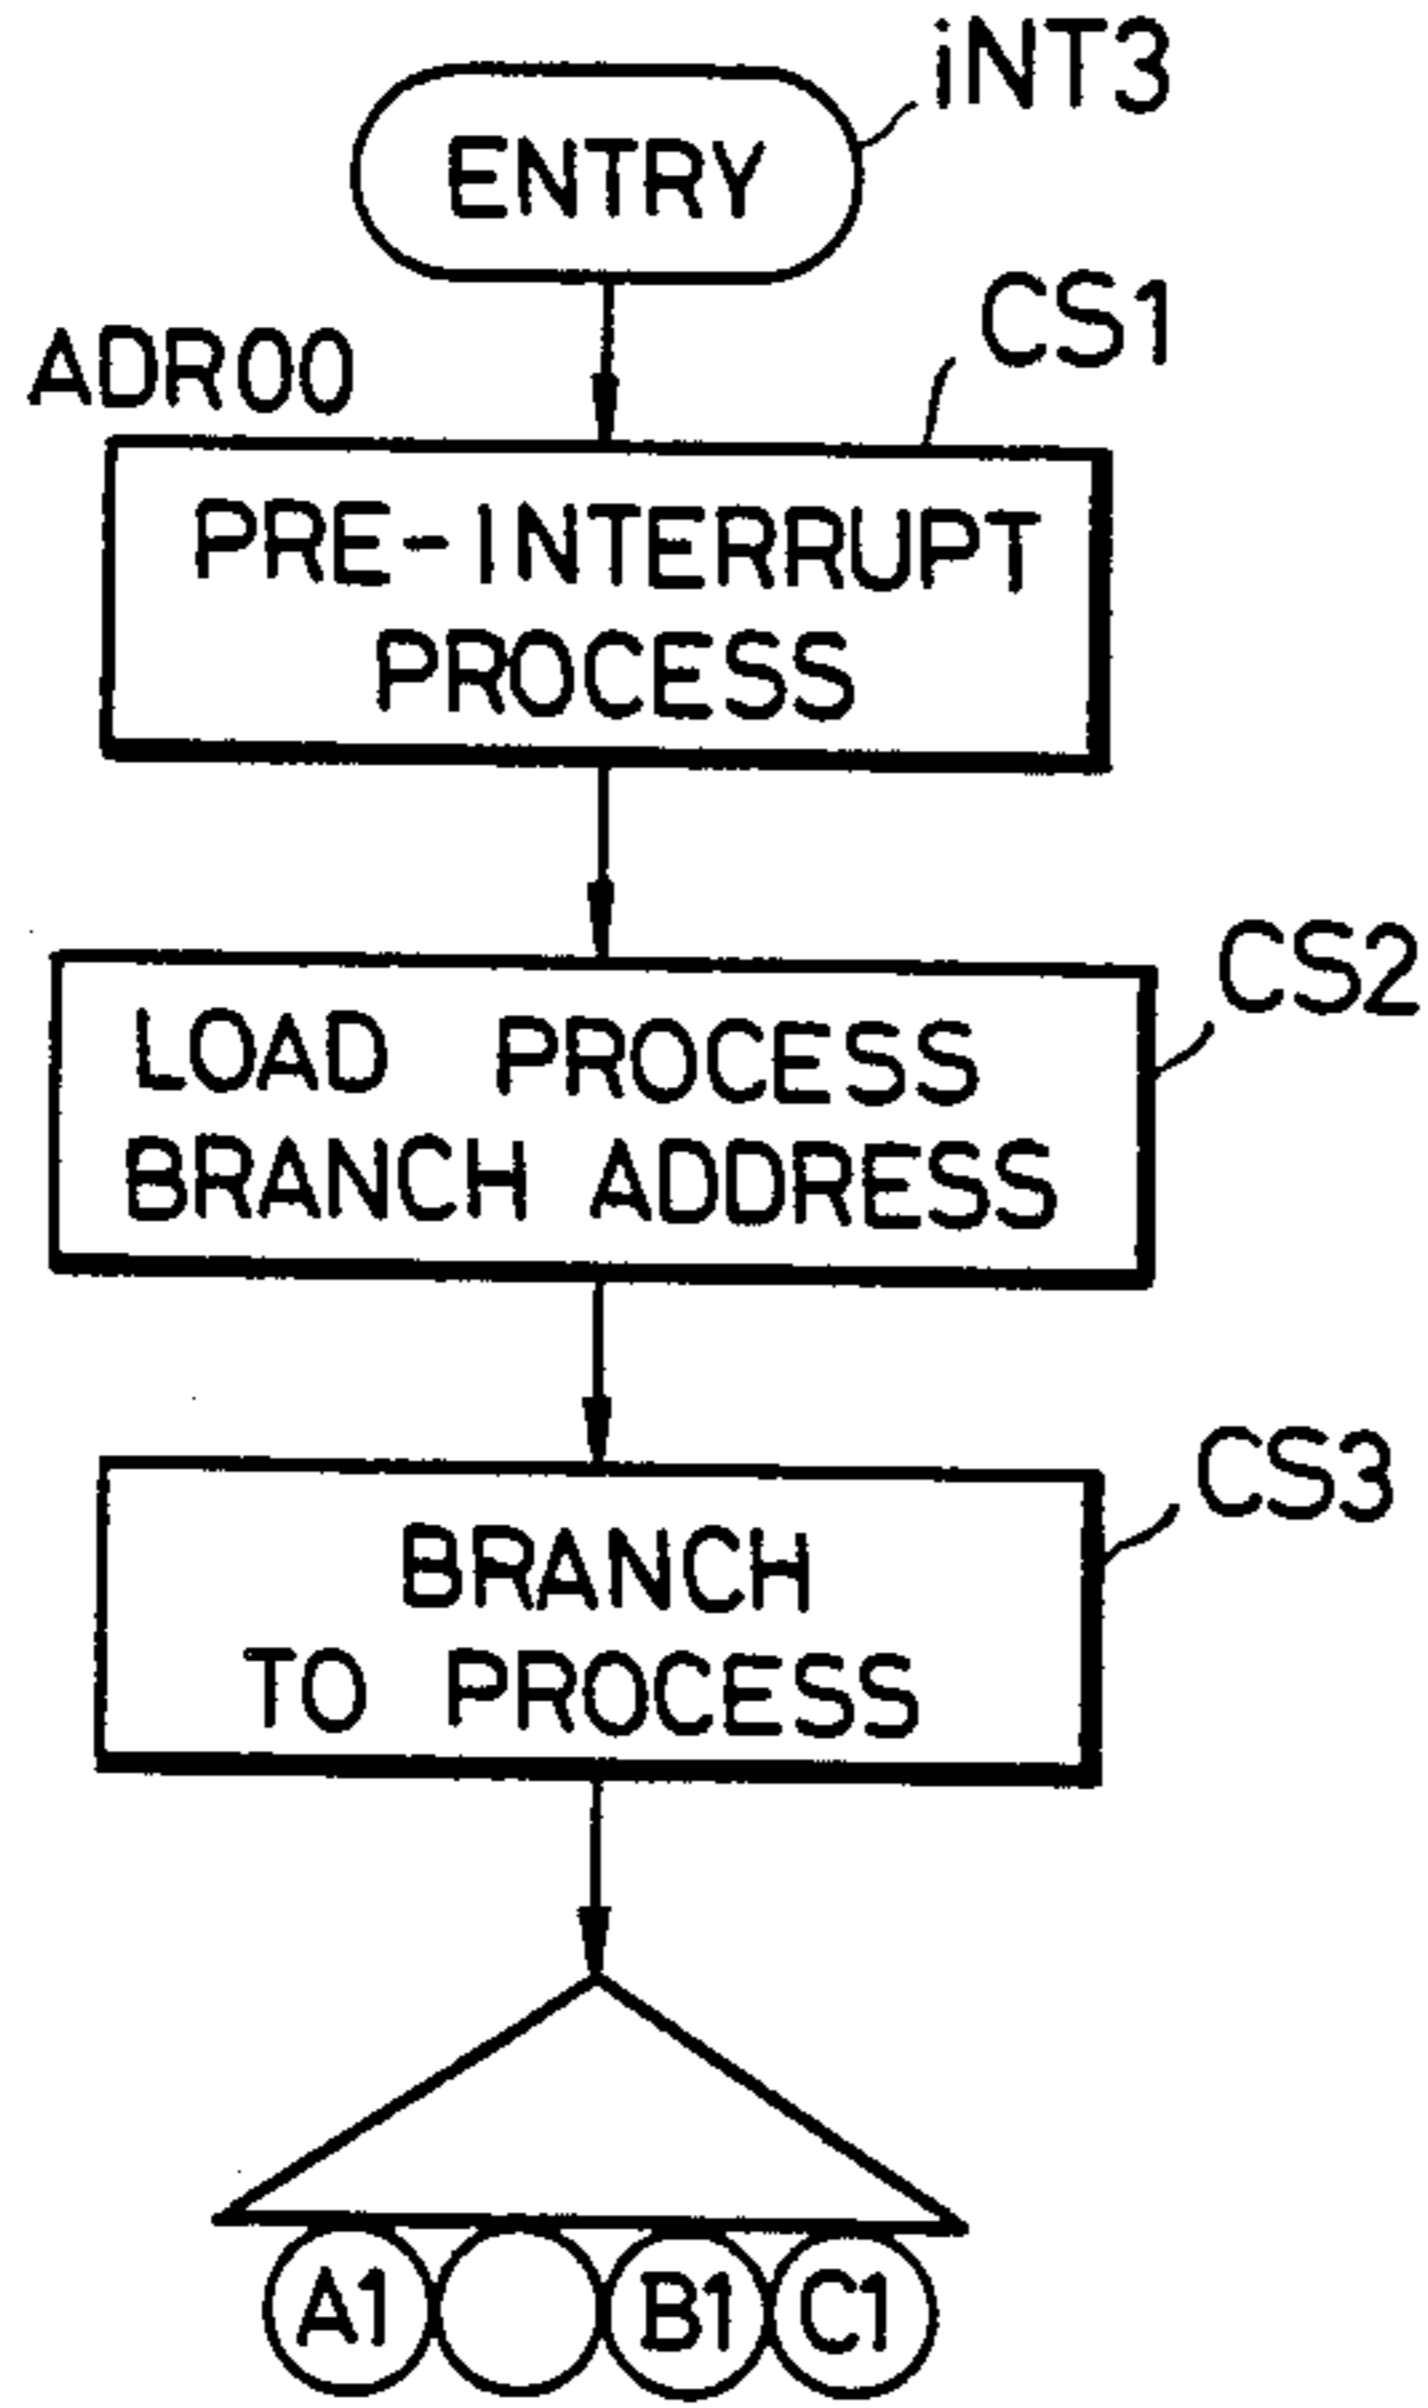 iNT3
ENTRY
CS1
ADR00
PRE-INTERRUPT
PROCESS
CS2
LOAD PROCESS
BRANCH ADDRESS
CS3
BRANCH
TO PROCESS
A1 B1 C1